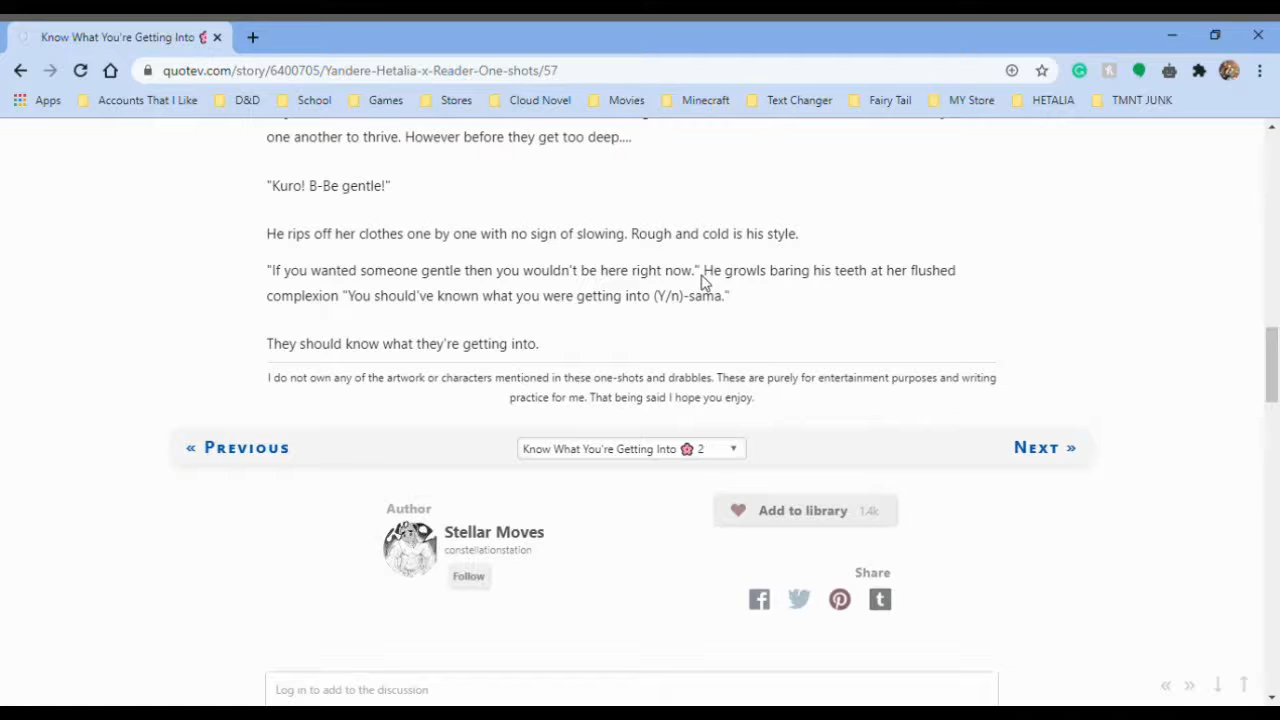 Know What You're Getting Into
quotev.com/story/6400705/Yandere-Hetalia-x-Reader-One-shots/57
Apps Accounts That I Like D&D School Games Stores Cloud Novel Movies Minecraft Text Changer Fairy Tail MY Store HETALIA TMNT JUNK
one another to thrive. However before they get too deep....
"Kuro! B-Be gentle!"
He rips off her clothes one by one with no sign of slowing. Rough and cold is his style.
"If you wanted someone gentle then you wouldn't be here right now." He growls baring his teeth at her flushed
complexion "You should've known what you were getting into (Y/n)-sama."
They should know what they're getting into.
I do not own any of the artwork or characters mentioned in these one-shots and drabbles. These are purely for entertainment purposes and writing
practice for me. That being said I hope you enjoy.
« Previous Know What You're Getting Into 🌸 2 Next »
Author
Stellar Moves
constellationstation
Follow
Add to library 1.4k
Share
Log in to add to the discussion